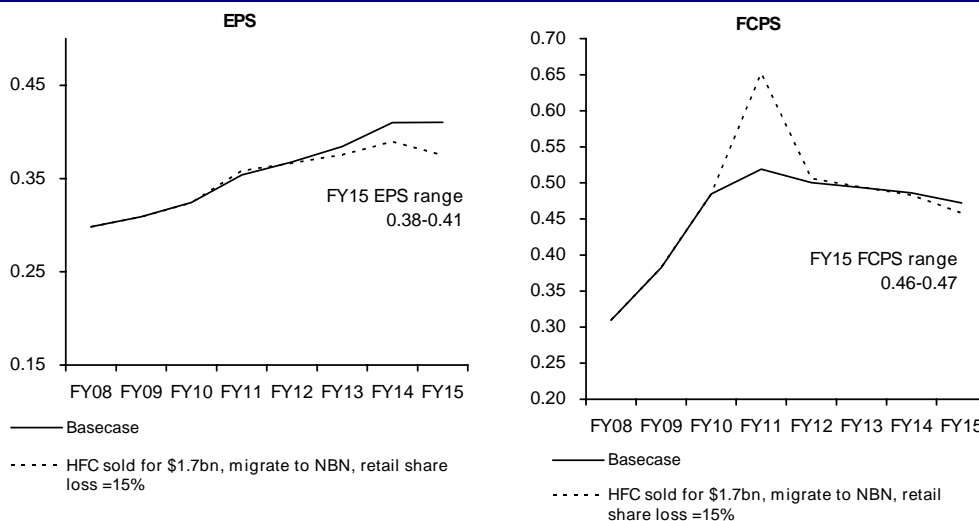 EPS
0.45
0.35
0.25
0.15
FY08 FY09 FY10 FY11 FY12 FY13 FY14 FY15
FY15 EPS range
0.38-0.41
Basecase
HFC sold for $1.7bn, migrate to NBN, retail share
loss =15%
FCPS
0.70
0.65
0.60
0.55
0.50
0.45
0.40
0.35
0.30
0.25
0.20
FY08 FY09 FY10 FY11 FY12 FY13 FY14 FY15
FY15 FCPS range
0.46-0.47
Basecase
HFC sold for $1.7bn, migrate to NBN, retail
share loss =15%